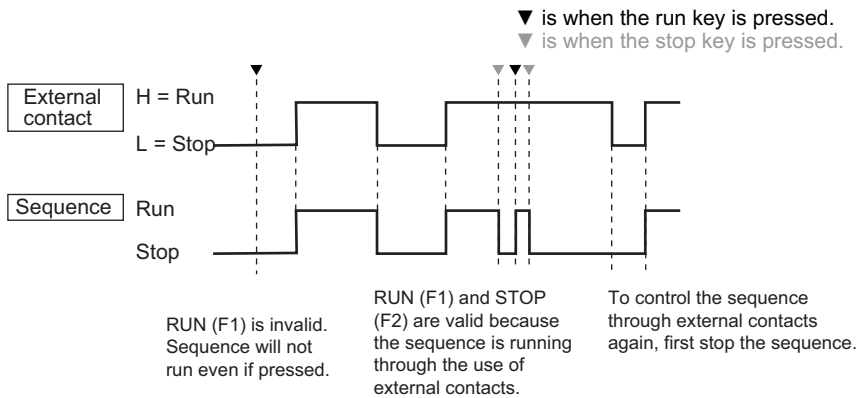 ▼ is when the run key is pressed.
▼ is when the stop key is pressed.
External
contact
H = Run
L = Stop
Sequence
Run
Stop
RUN (F1) is invalid.
Sequence will not
run even if pressed.
RUN (F1) and STOP
(F2) are valid because
the sequence is running
through the use of
external contacts.
To control the sequence
through external contacts
again, first stop the sequence.